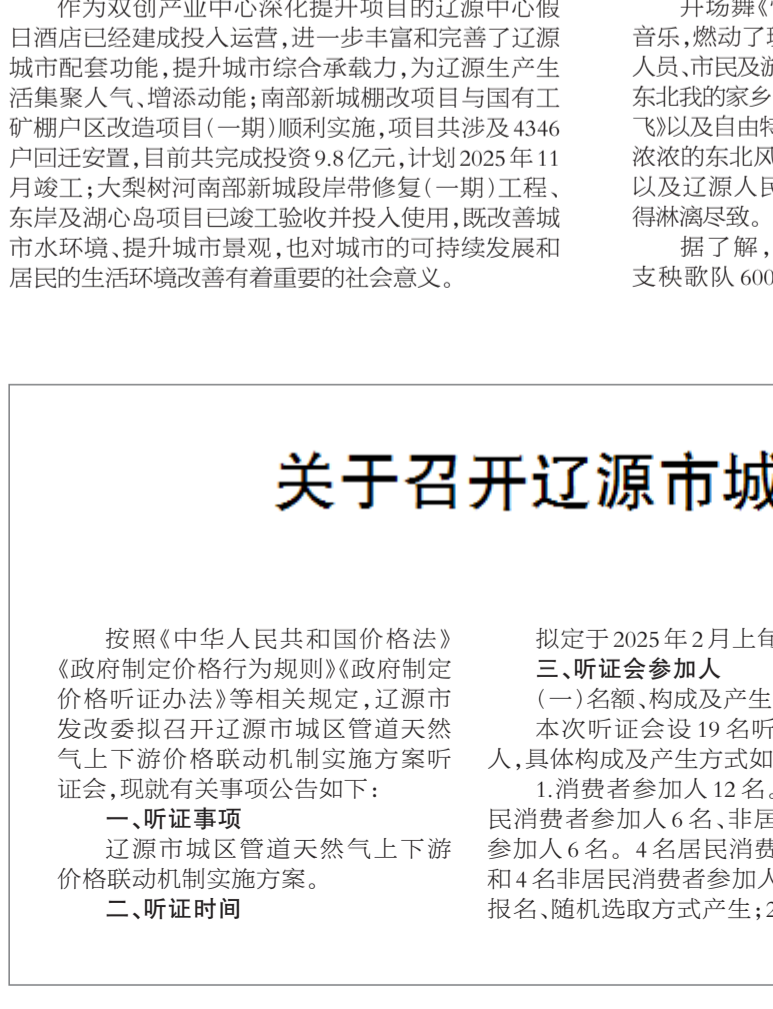 作为双创产业中心深化提升项目的辽源中心假
日酒店已经建成投入运营,进一步丰富和完善了辽源
城市配套功能,提升城市综合承载力,为辽源生产生
活集聚人气、增添动能;南部新城棚改项目与国有工
矿棚户区改造项目(一期)顺利实施,项目共涉及4346
户回迁安置,目前共完成投资9.8亿元,计划2025年11
月竣工;大梨树河南部新城段岸带修复(一期)工程、
东岸及湖心岛项目已竣工验收并投入使用,既改善城
市水环境、提升城市景观,也对城市的可持续发展和
居民的生活环境改善有着重要的社会意义。
开场舞《
音乐,燃动了
人员、市民及
东北我的家乡
飞》以及自由
浓浓的东北风
以及辽源人民
得淋漓尽致。
据了解,
支秧歌队600
关于召开辽源市城
按照《中华人民共和国价格法》
《政府制定价格行为规则》《政府制定
价格听证办法》等相关规定,辽源市
发改委拟召开辽源市城区管道天然
气上下游价格联动机制实施方案听
证会,现就有关事项公告如下:
一、听证事项
辽源市城区管道天然气上下游
价格联动机制实施方案。
二、听证时间
拟定于2025年2月上旬
三、听证会参加人
(一)名额、构成及产生
本次听证会设19名听
人,具体构成及产生方式如
1.消费者参加人12名。
民消费者参加人6名、非居
参加人6名。4名居民消费
和4名非居民消费者参加人
报名、随机选取方式产生;2